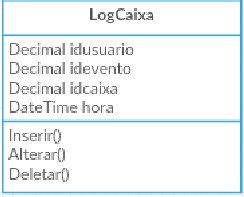 LogCaixa
Decimal idusuario
Decimal idevento
Decimal idcaixa
DateTime hora
Inserir()
Alterar()
Deletar()